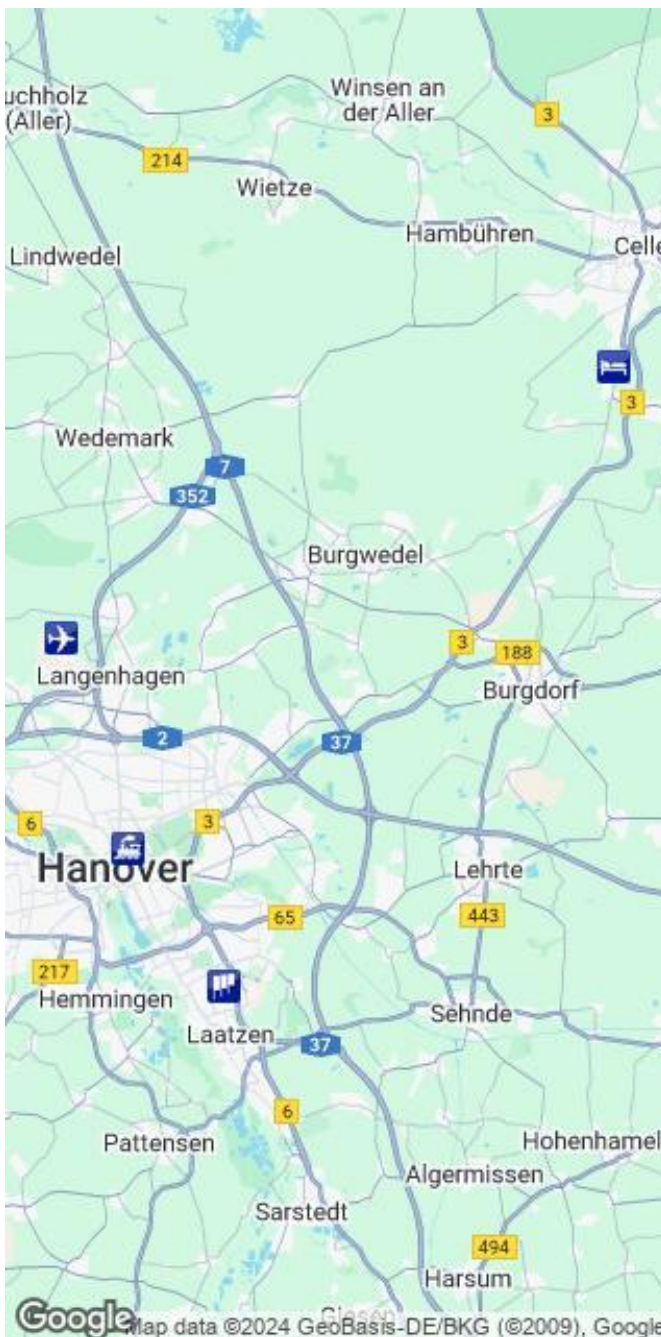 Winsen an
der Aller
uchholz
(Aller)
3
214
Wietze
Hambühren
Celle
Lindwedel
3
Wedemark
7
352
Burgwedel
3
188
Langenhagen
Burgdorf
2
37
6
3
Hanover
Lehrte
65
443
217
Hemmingen
Sehnde
Laatzen
37
6
Pattensen
Hohenhamel
Algermissen
Sarstedt
494
Harsum
Giesen
Google
Map data ©2024 GeoBasis-DE/BKG (©2009), Google